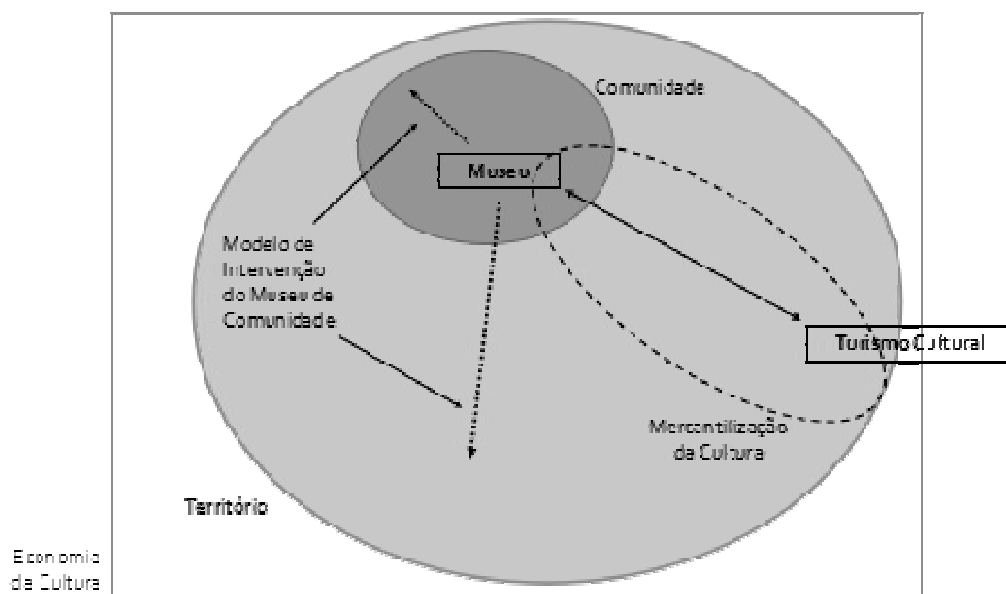 Comunidade
Museu
Modelo de
Intervenção
do Museu de
Comunidade
Turismo Cultural
Mercantilização
da Cultura
Território
Economia
da Cultura